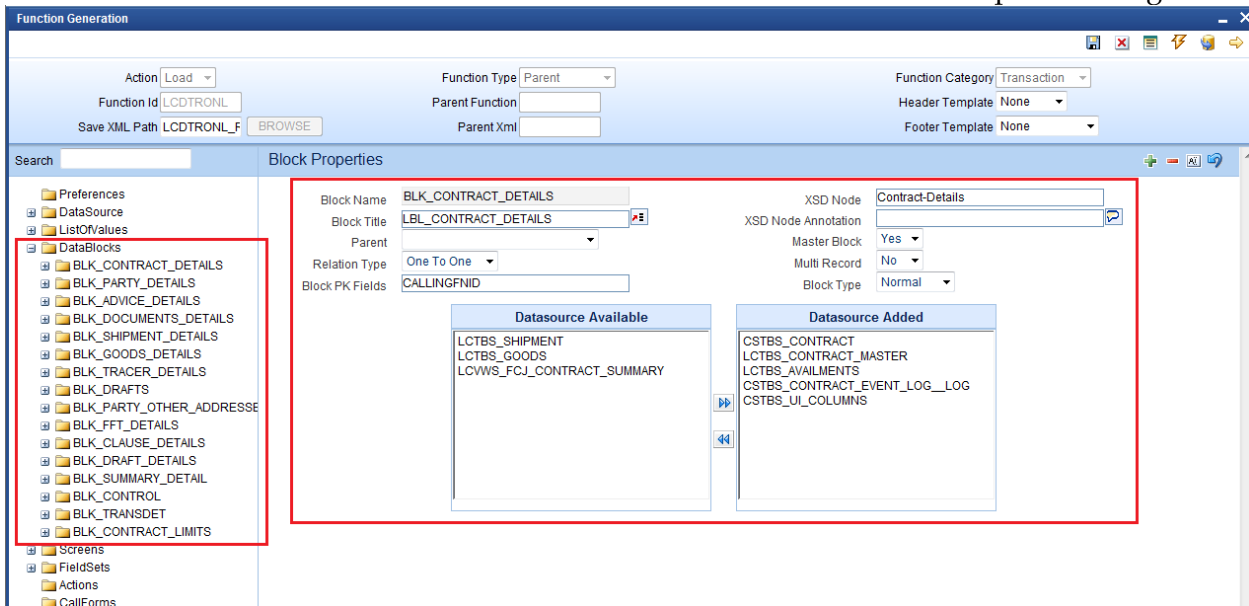 Function Generation
Action Load
Function Type Parent
Function Category Transaction
Function Id LCDTRONL
Parent Function
Header Template None
Save XML Path LCDTRONL_F BROWSE
Parent Xml
Footer Template None
Search
Block Properties
Preferences
DataSource
ListOfValues
DataBlocks
BLK_CONTRACT_DETAILS
BLK_PARTY_DETAILS
BLK_ADVICE_DETAILS
BLK_DOCUMENTS_DETAILS
BLK_SHIPMENT_DETAILS
BLK_GOODS_DETAILS
BLK_TRACER_DETAILS
BLK_DRAFTS
BLK_PARTY_OTHER_ADDRESSE
BLK_FFT_DETAILS
BLK_CLAUSE_DETAILS
BLK_DRAFT_DETAILS
BLK_SUMMARY_DETAIL
BLK_CONTROL
BLK_TRANSDET
BLK_CONTRACT_LIMITS
Screens
FieldSets
Actions
CallForms
Block Name BLK_CONTRACT_DETAILS
Block Title LBL_CONTRACT_DETAILS
Parent
Relation Type One To One
Block PK Fields CALLINGFNID
XSD Node Contract-Details
XSD Node Annotation
Master Block Yes
Multi Record No
Block Type Normal
Datasource Available
LCTBS_SHIPMENT
LCTBS_GOODS
LCVWS_FCJ_CONTRACT_SUMMARY
Datasource Added
CSTBS_CONTRACT
LCTBS_CONTRACT_MASTER
LCTBS_AVAILMENTS
CSTBS_CONTRACT_EVENT_LOG__LOG
CSTBS_UI_COLUMNS